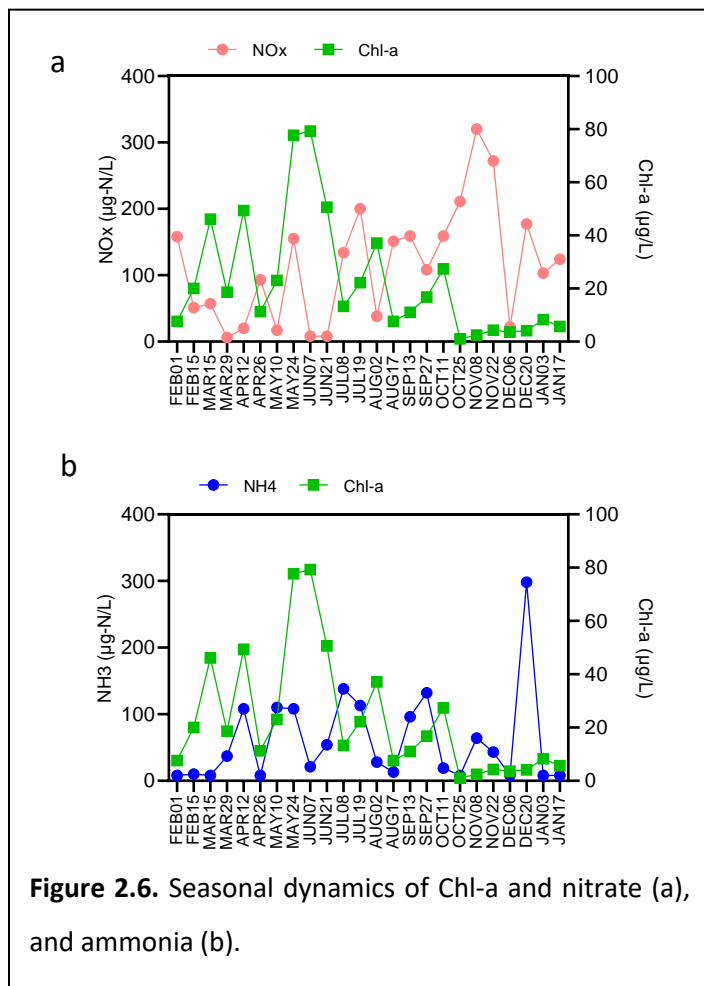 a
NOx Chl-a
400
300
200
100
0
NOx (µg-N/L)
100
80
60
40
20
0
Chl-a (µg/L)
FEB01
FEB15
MAR15
MAR29
APR12
APR26
MAY10
MAY24
JUN07
JUN21
JUL08
JUL19
AUG02
AUG17
SEP13
SEP27
OCT11
OCT25
NOV08
NOV22
DEC06
DEC20
JAN03
JAN17
b
NH4 Chl-a
400
300
200
100
0
NH3 (µg-N/L)
100
80
60
40
20
0
Chl-a (µg/L)
FEB01
FEB15
MAR15
MAR29
APR12
APR26
MAY10
MAY24
JUN07
JUN21
JUL08
JUL19
AUG02
AUG17
SEP13
SEP27
OCT11
OCT25
NOV08
NOV22
DEC06
DEC20
JAN03
JAN17
Figure 2.6. Seasonal dynamics of Chl-a and nitrate (a),
and ammonia (b).